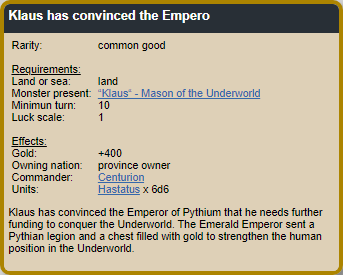 Klaus has convinced the Empero
Rarity: common good
Requirements:
Land or sea: land
Monster present: "Klaus" - Mason of the Underworld
Minimun turn: 10
Luck scale: 1
Effects:
Gold: +400
Owning nation: province owner
Commander: Centurion
Units: Hastatus x 6d6
Klaus has convinced the Emperor of Pythium that he needs further
funding to conquer the Underworld. The Emerald Emperor sent a
Pythian legion and a chest filled with gold to strengthen the human
position in the Underworld.